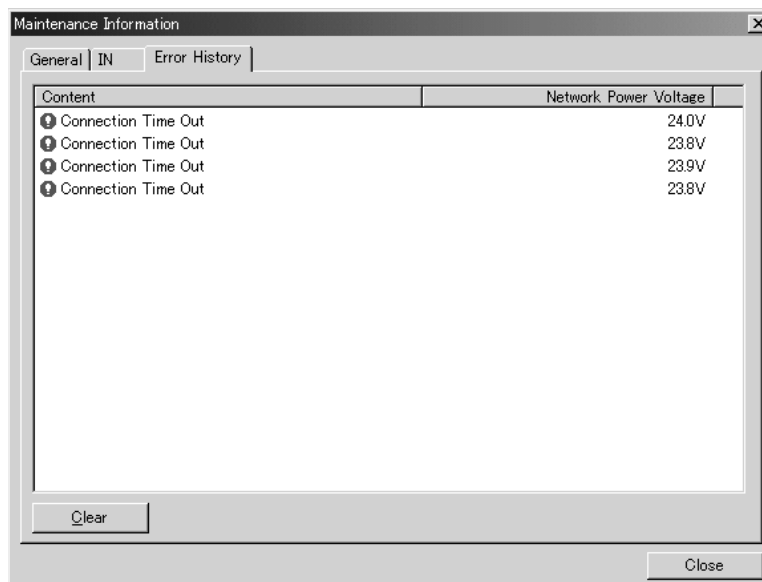 Maintenance Information
General IN Error History
Content Network Power Voltage
Connection Time Out 24.0V
Connection Time Out 23.8V
Connection Time Out 23.9V
Connection Time Out 23.8V
Clear
Close